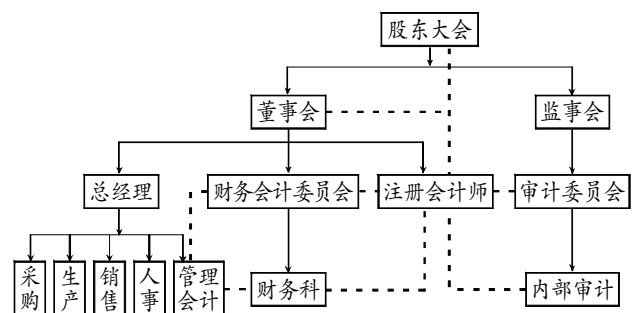 股东大会
董事会
监事会
总经理
财务会计委员会
注册会计师
审计委员会
采购
生产
销售
人事
管理会计
财务科
内部审计